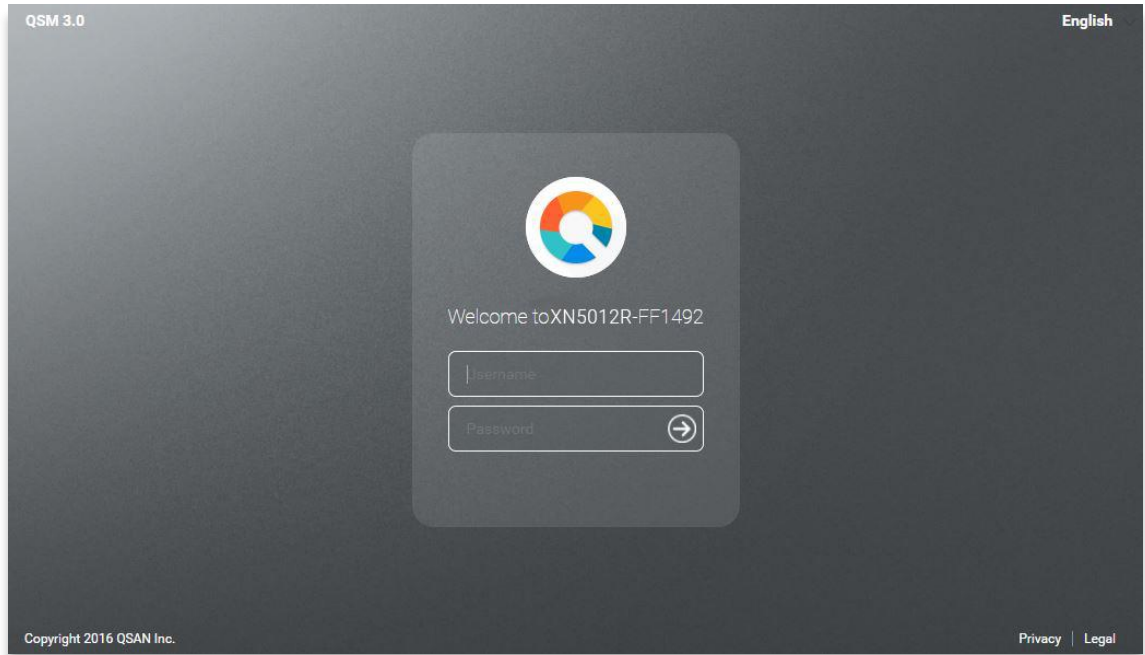 QSM 3.0
English
Welcome toXN5012R-FF1492
Username
Password
Copyright 2016 QSAN Inc.
Privacy | Legal